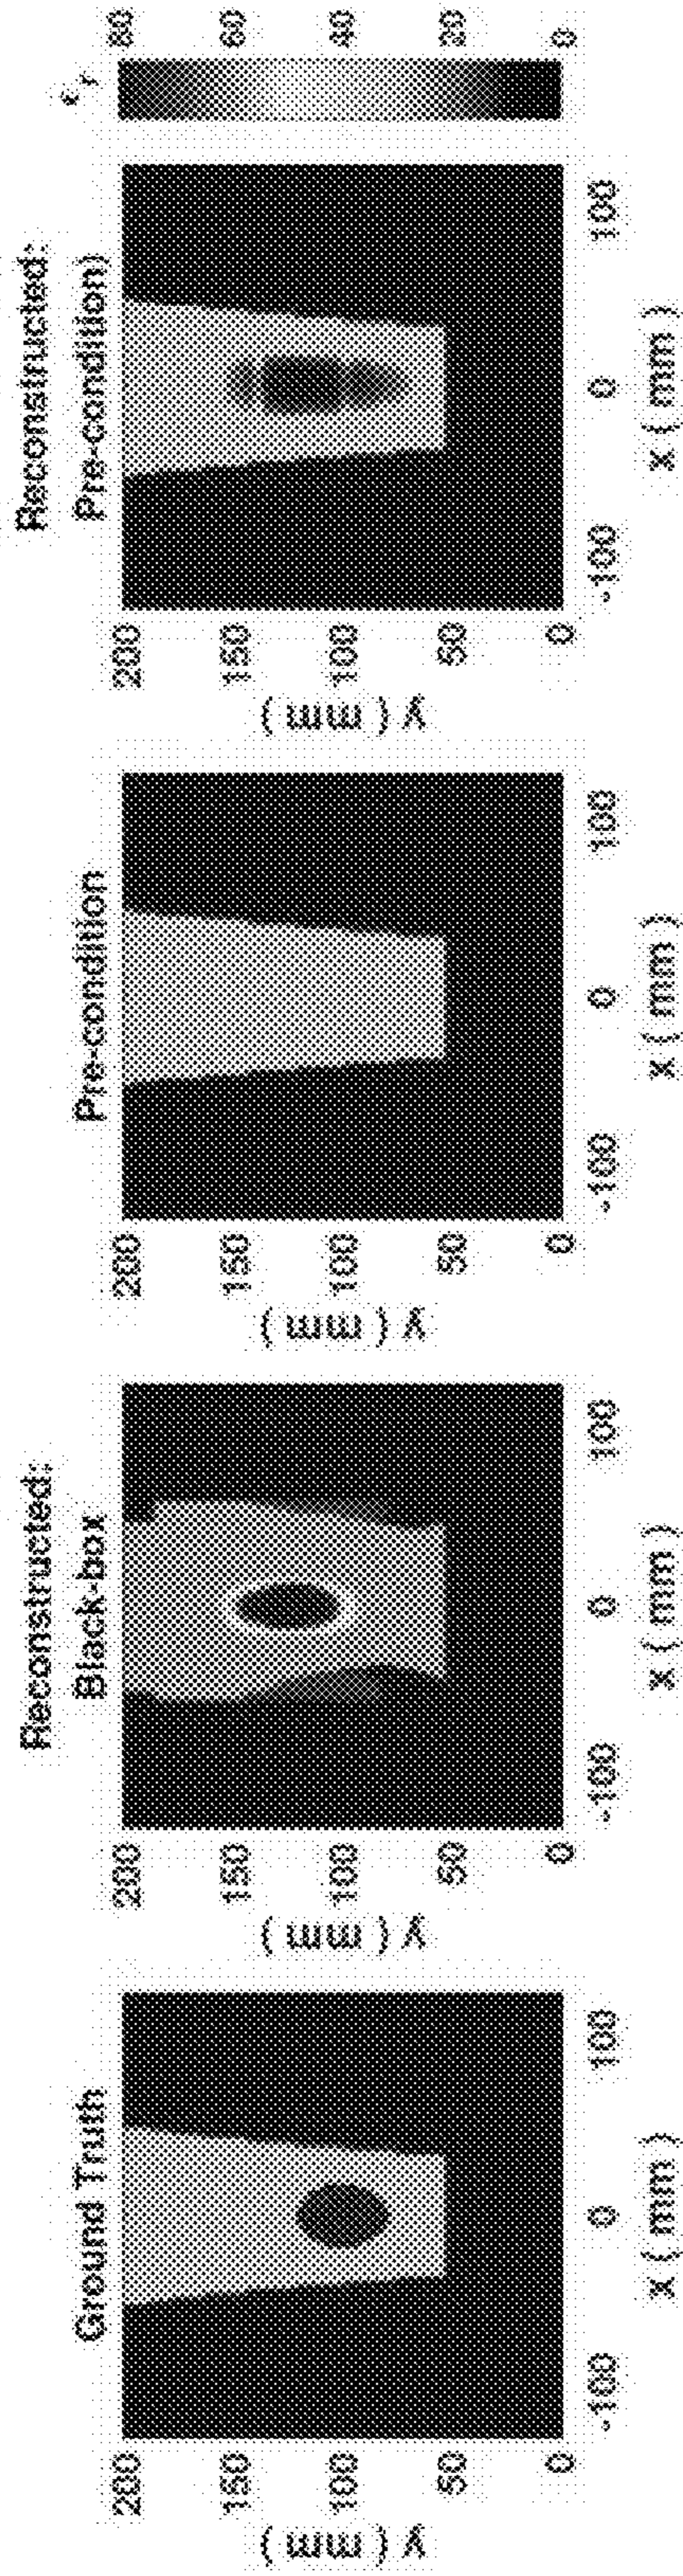 Ground Truth
200
150
100
50
0
y ( mm )
-100
0
100
x ( mm )
Reconstructed:
Black-box
200
150
100
50
0
y ( mm )
-100
0
100
x ( mm )
Pre-condition
200
150
100
50
0
y ( mm )
-100
0
100
x ( mm )
Reconstructed:
Pre-condition)
200
150
100
50
0
y ( mm )
-100
0
100
x ( mm )
ϵr
80
60
40
20
0